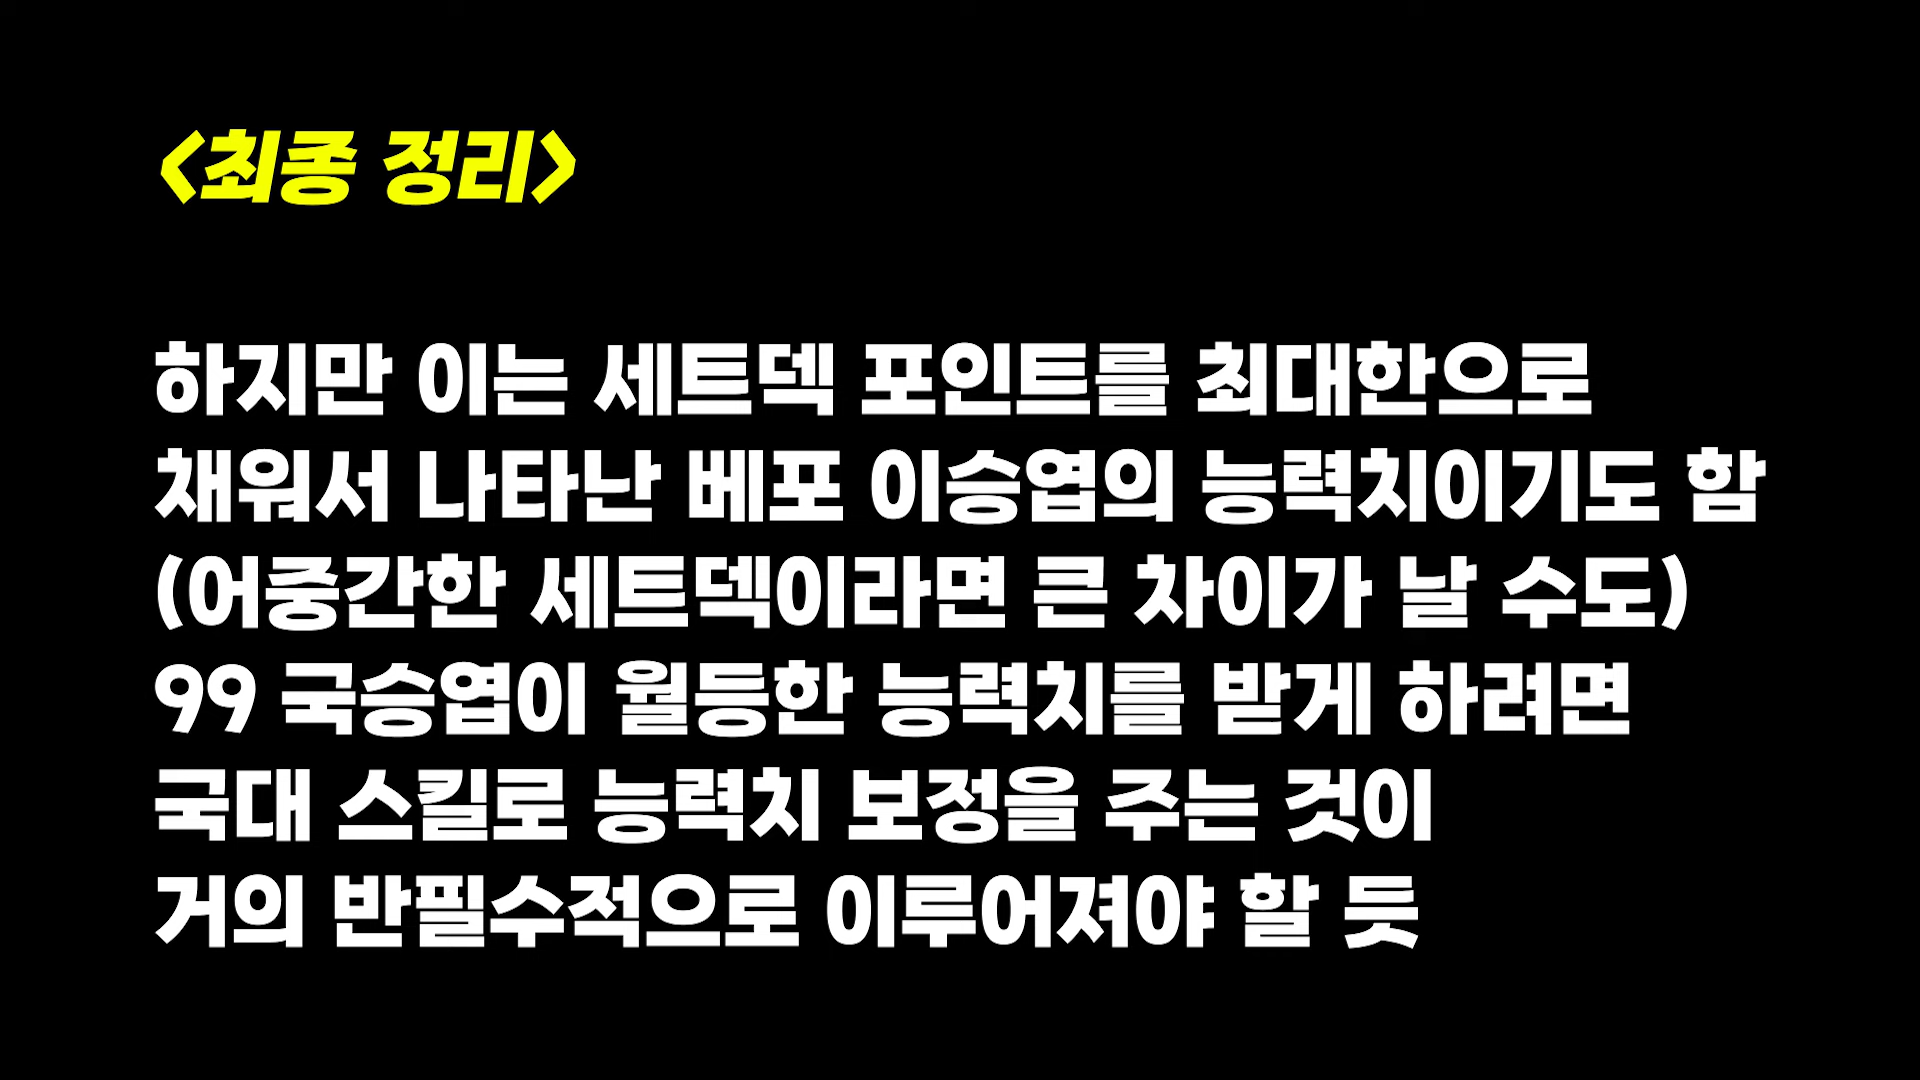 <최종 정리>
하지만 이는 세트덱 포인트를 최대한으로
채워서 나타난 베포 이승엽의 능력치이기도 함
(어중간한 세트덱이라면 큰 차이가 날 수도)
99 국승엽이 월등한 능력치를 받게 하려면
국대 스킬로 능력치 보정을 주는 것이
거의 반필수적으로 이루어져야 할 듯